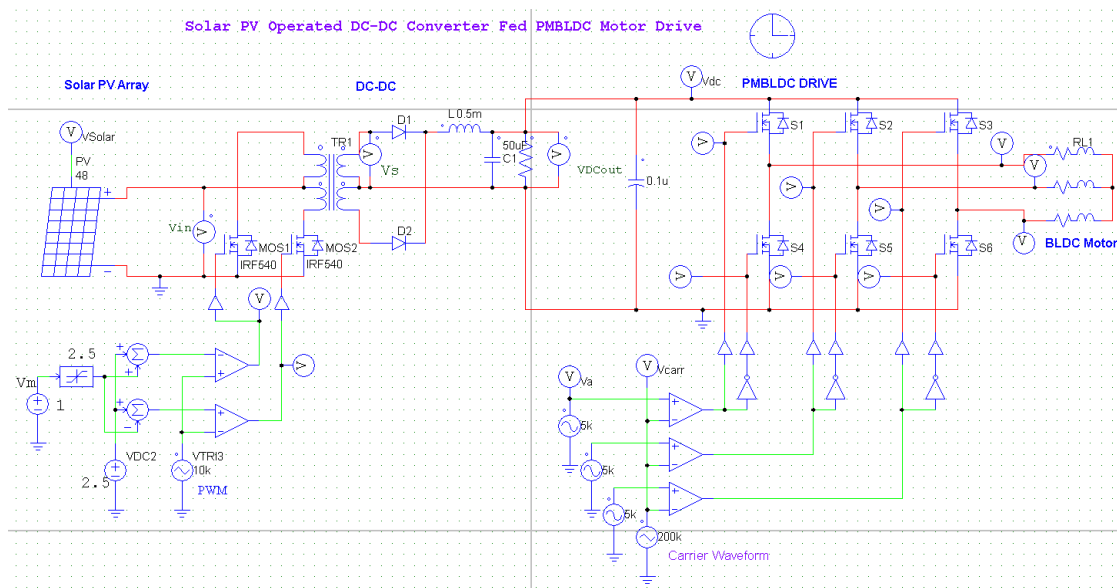 Solar PV Operated DC-DC Converter Fed PMBLDC Motor Drive
Solar PV Array
DC-DC
PMBLDC DRIVE
V
Vdc
V
VSolar
PV
48
+
−
V
Vin
TR1
D1
V
Vs
D2
L 0.5m
50uF
C1
V
VDCout
0.1u
MOS1
IRF540
MOS2
IRF540
S1
S2
S3
V
V
V
V
V
RL1
V
S4
S5
S6
V
V
V
BLDC Motor
V
V
2.5
Vm
1
VDC2
2.5
VTRI3
10k
PWM
V
Va
V
Vcarr
5k
5k
5k
200k
Carrier Waveform